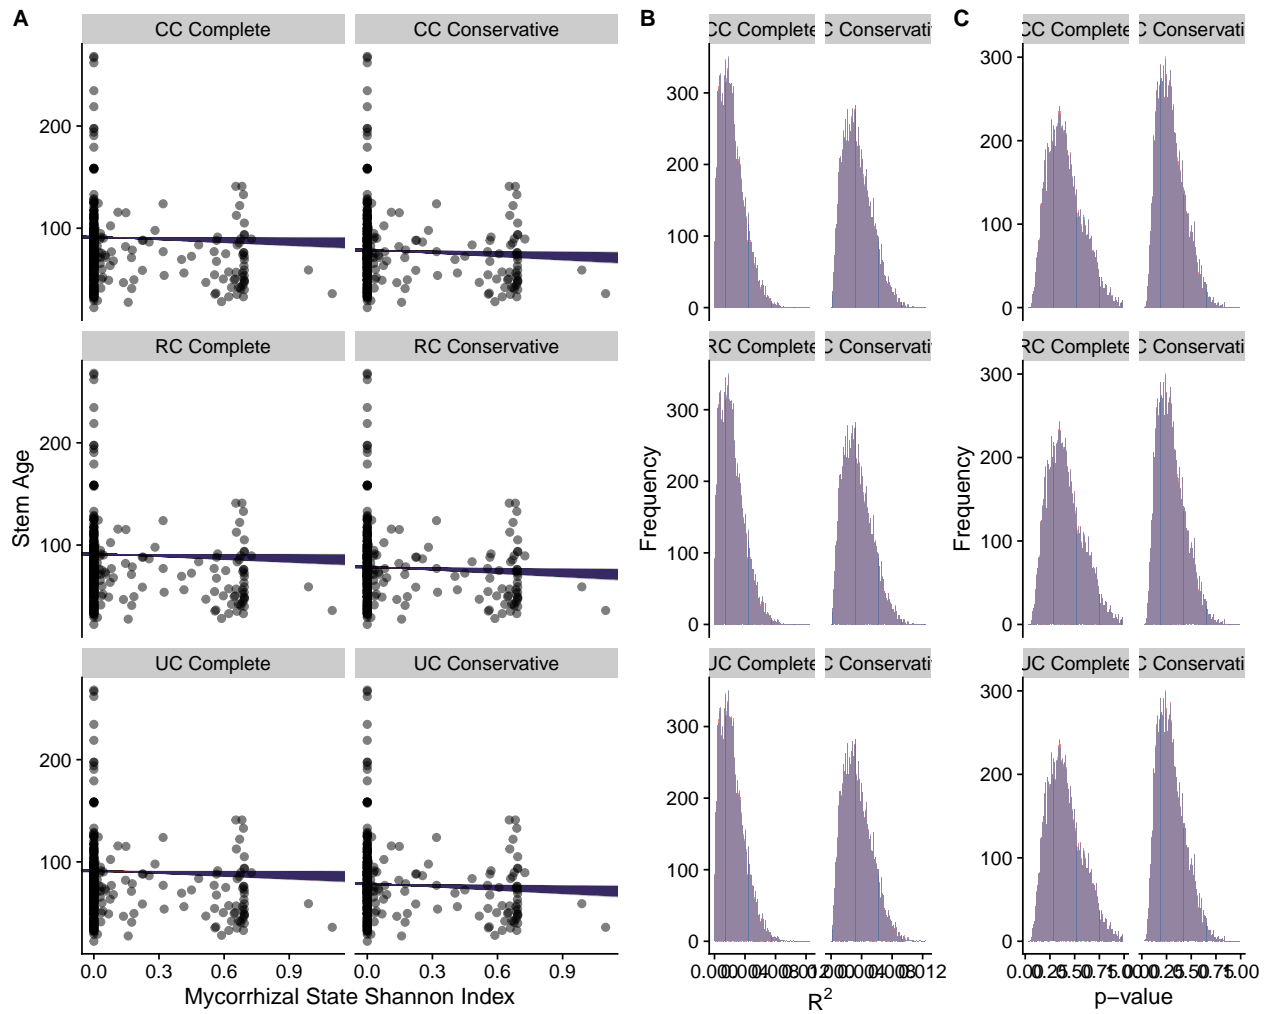 A
B
C
CC Complete
CC Conservative
CC Complete
C Conservati
CC Complete
C Conservati
200
100
300
200
100
0
300
200
100
0
RC Complete
RC Conservative
RC Complete
C Conservati
RC Complete
C Conservati
Stem Age
200
100
Frequency
300
200
100
0
Frequency
300
200
100
0
UC Complete
UC Conservative
UC Complete
C Conservati
UC Complete
C Conservati
200
100
300
200
100
0
300
200
100
0
0.0 0.3 0.6 0.9
0.0 0.3 0.6 0.9
Mycorrhizal State Shannon Index
R2
p−value